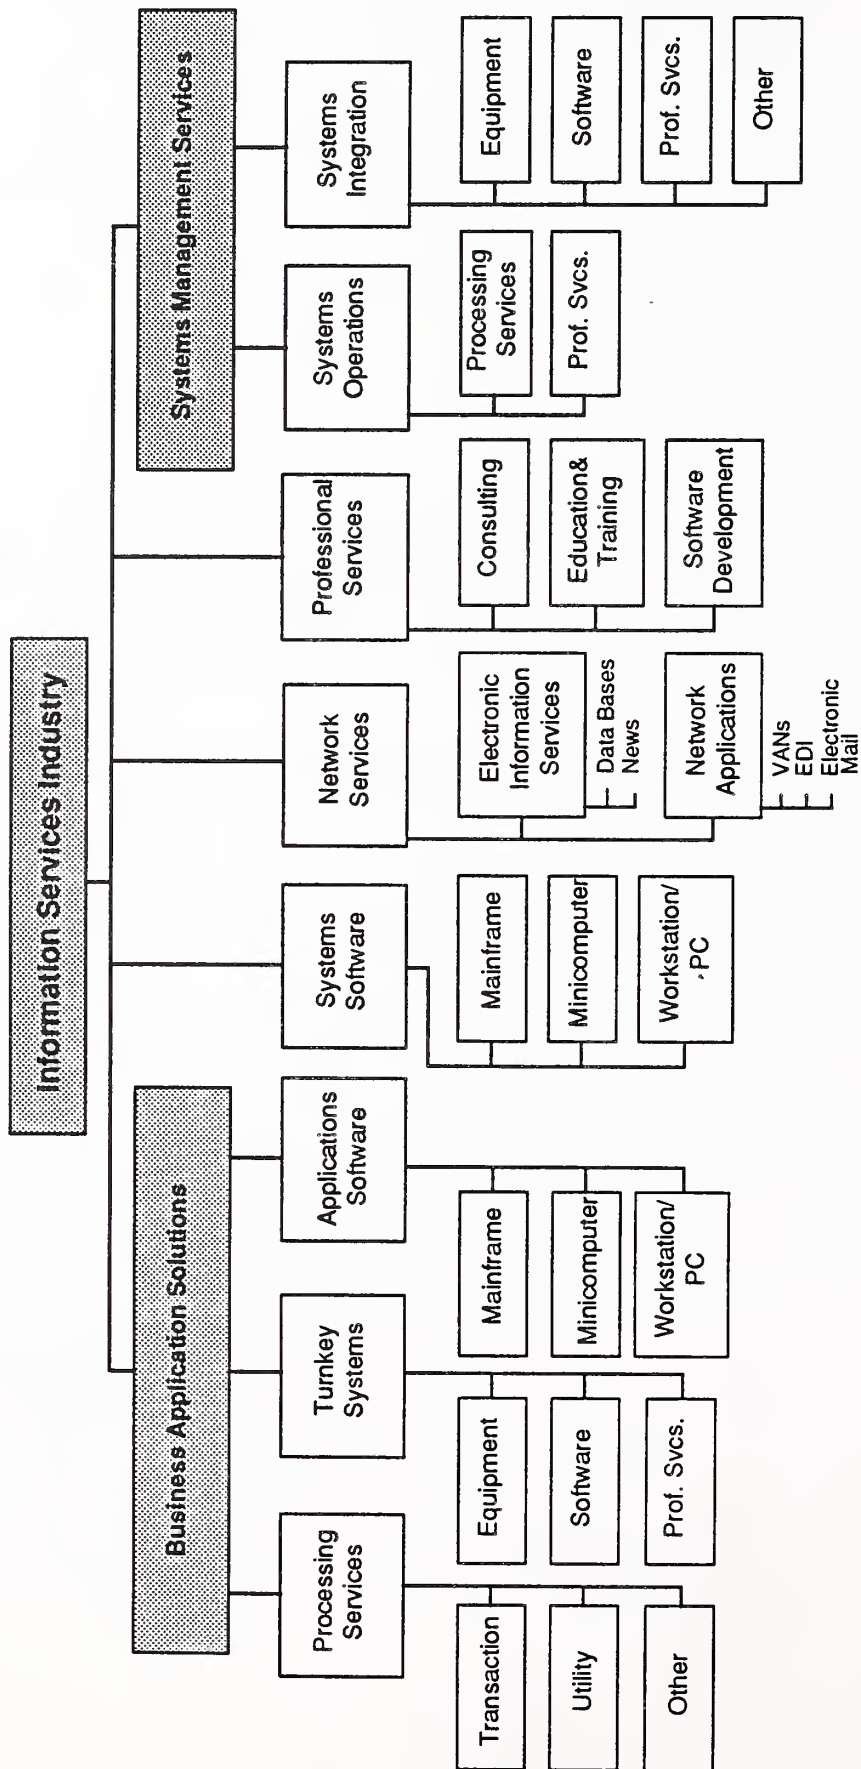 Information Services Industry
Business Application Solutions
Systems Management Services
Processing
Services
Turnkey
Systems
Applications
Software
Systems
Software
Network
Services
Professional
Services
Systems
Operations
Systems
Integration
Transaction
Utility
Other
Equipment
Software
Prof. Svcs.
Mainframe
Minicomputer
Workstation/
PC
Mainframe
Minicomputer
Workstation/
PC
Electronic
Information
Services
Data Bases
News
Network
Applications
VANs
EDI
Electronic
Mail
Consulting
Education&
Training
Software
Development
Processing
Services
Prof. Svcs.
Equipment
Software
Prof. Svcs.
Other